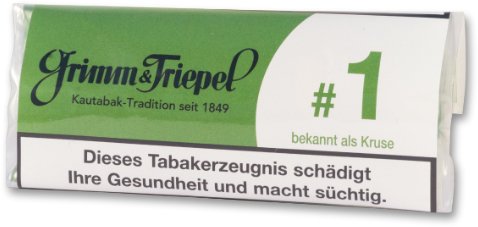 Grimm & Triepel
Kautabak-Tradition seit 1849
#1
bekannt als Kruse
Dieses Tabakerzeugnis schädigt
Ihre Gesundheit und macht süchtig.